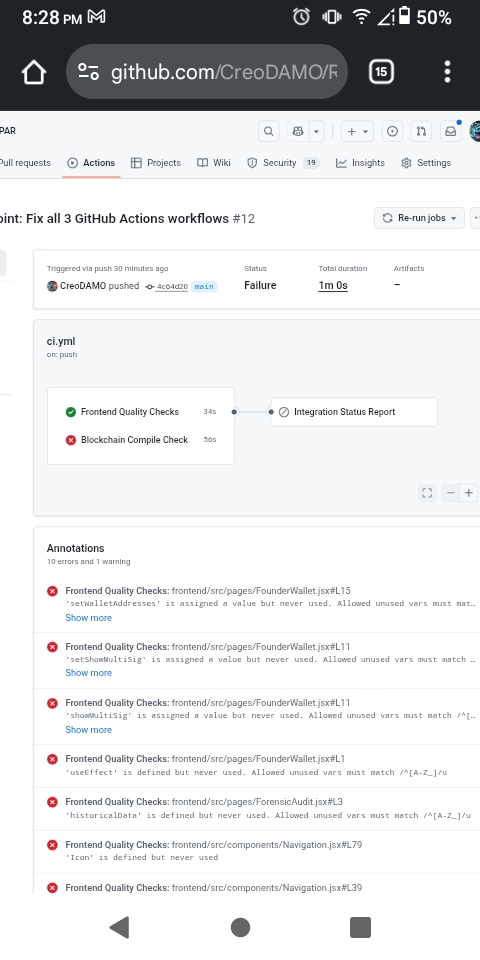 8:28 PM
50%
github.com/CreoDAMO/R
15
PAR
Pull requests
Actions
Projects
Wiki
Security 19
Insights
Settings
oint: Fix all 3 GitHub Actions workflows #12
Re-run jobs
Triggered via push 30 minutes ago
CreoDAMO pushed 4c64d20 main
Status
Failure
Total duration
1m 0s
Artifacts
–
ci.yml
on: push
Frontend Quality Checks 34s
Blockchain Compile Check 56s
Integration Status Report
Annotations
10 errors and 1 warning
Frontend Quality Checks: frontend/src/pages/FounderWallet.jsx#L15
'setWalletAddresses' is assigned a value but never used. Allowed unused vars must mat…
Show more
Frontend Quality Checks: frontend/src/pages/FounderWallet.jsx#L11
'setShowMultiSig' is assigned a value but never used. Allowed unused vars must match …
Show more
Frontend Quality Checks: frontend/src/pages/FounderWallet.jsx#L11
'showMultiSig' is assigned a value but never used. Allowed unused vars must match /^[…
Show more
Frontend Quality Checks: frontend/src/pages/FounderWallet.jsx#L1
'useEffect' is defined but never used. Allowed unused vars must match /^[A-Z_]/u
Frontend Quality Checks: frontend/src/pages/ForensicAudit.jsx#L3
'historicalData' is defined but never used. Allowed unused vars must match /^[A-Z_]/u
Frontend Quality Checks: frontend/src/components/Navigation.jsx#L79
'Icon' is defined but never used
Frontend Quality Checks: frontend/src/components/Navigation.jsx#L39